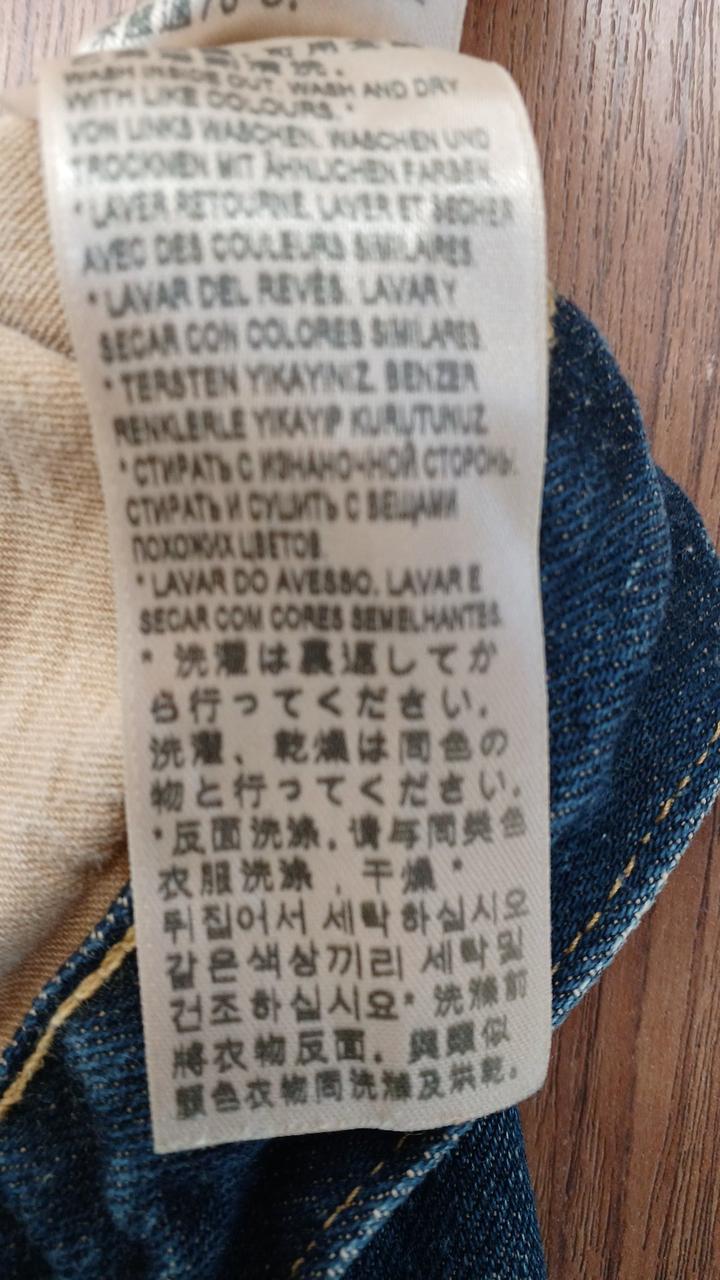 WASH INSIDE OUT. WASH AND DRY
WITH LIKE COLOURS. *
VON LINKS WASCHEN. WASCHEN UND
TROCKNEN MIT ÄHNLICHEN FARBEN.
* LAVER RETOURNÉ. LAVER ET SÉCHER
AVEC DES COULEURS SIMILAIRES.
* LAVAR DEL REVÉS. LAVAR Y
SECAR CON COLORES SIMILARES.
* TERSTEN YIKAYINIZ. BENZER
RENKLERLE YIKAYIP KURUTUNUZ.
* СТИРАТЬ С ИЗНАНОЧНОЙ СТОРОНЫ.
СТИРАТЬ И СУШИТЬ С ВЕЩАМИ
ПОХОЖИХ ЦВЕТОВ.
* LAVAR DO AVESSO. LAVAR E
SECAR COM CORES SEMELHANTES.
* 洗濯は裏返してか
ら行ってください。
洗濯、乾燥は同色の
物と行ってください。
*反面洗涤,请与同类色
衣服洗涤,干燥*
뒤집어서 세탁하십시오
같은색상끼리 세탁및
건조하십시요* 洗滌前
將衣物反面。與類似
顏色衣物同洗滌及烘乾。